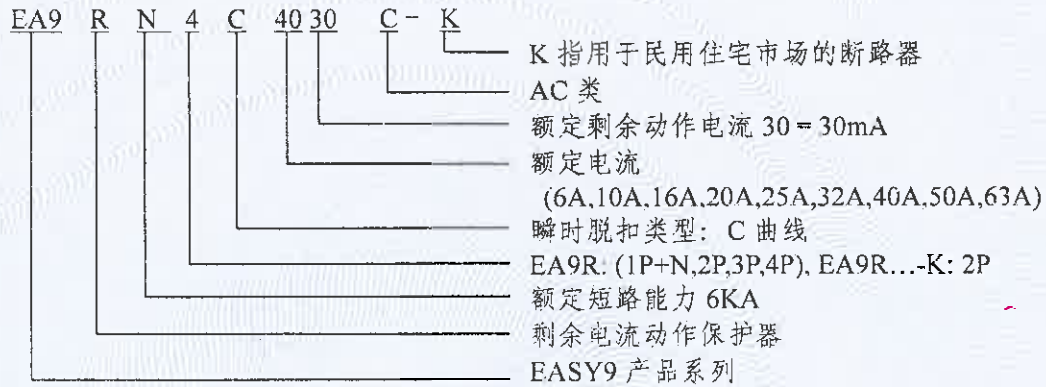 EA9 R N 4 C 40 30 C - K
K 指用于民用住宅市场的断路器
AC 类
额定剩余动作电流 30 = 30mA
额定电流
(6A,10A,16A,20A,25A,32A,40A,50A,63A)
瞬时脱扣类型: C 曲线
EA9R: (1P+N,2P,3P,4P), EA9R...-K: 2P
额定短路能力 6KA
剩余电流动作保护器
EASY9 产品系列